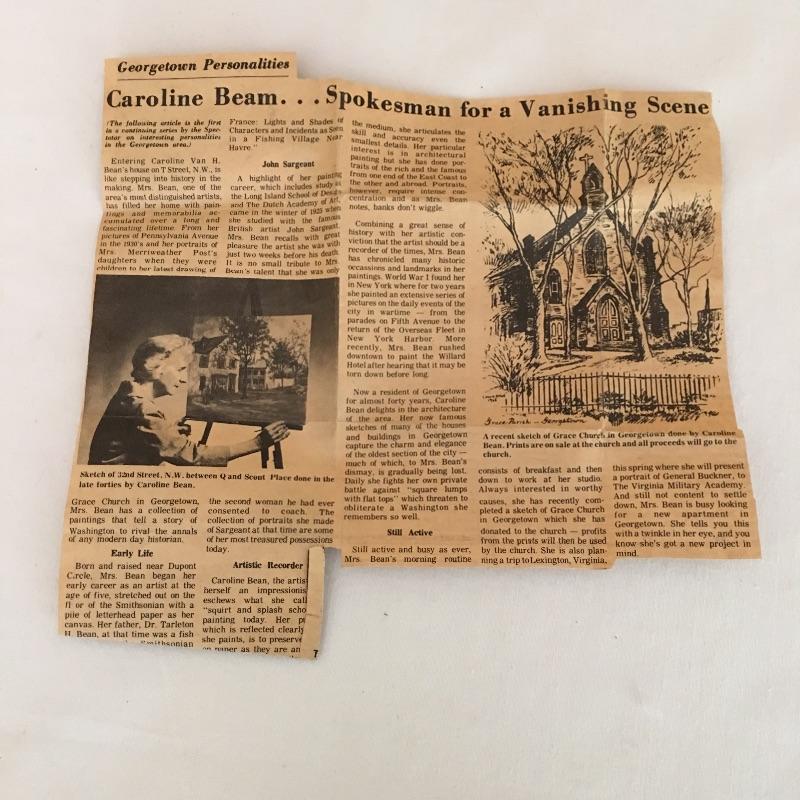 Georgetown Personalities
Caroline Beam. . . Spokesman for a Vanishing Scene
(The following article is the first
in a continuing series by the Spec-
tator on interesting personalities
in the Georgetown area.)
Entering Caroline Van H.
Bean's house on T Street, N.W., is
like stepping into history in the
making. Mrs. Bean, one of the
area's most distinguished artists,
has filled her home with pain-
tings and memorabilia ac-
cumulated over a long and
fascinating lifetime. From her
pictures of Pensylvania Avenue
in the 1930's and her portraits of
Mrs. Merriweather Post's
daughters when they were
children to her latest drawing of
Grace Church in Georgetown,
Mrs. Bean has a collection of
paintings that tell a story of
Washington to rival the annals
of any modern day historian.
Early Life
Born and raised near Dupont
Circle, Mrs. Bean began her
early career as an artist at the
age of five, stretched out on the
fl or of the Smithsonian with a
pile of letterhead paper as her
canvas. Her father, Dr. Tarleton
H. Bean, at that time was a fish
Smithsonian
France: Lights and Shades of
Characters and Incidents as Seen
in a Fishing Village Near
Havre."
John Sargeant
A highlight of her painting
career, which includes study at
the Long Island School of Design
and The Dutch Academy of Art,
came in the winter of 1925 when
she studied with the famous
British artist John Sargeant.
Mrs. Bean recalls with great
pleasure the artist she was with
just two weeks before his death.
It is no small tribute to Mrs.
Bean's talent that she was only
the second woman he had ever
consented to coach. The
collection of portraits she made
of Sargeant at that time are some
of her most treasured possessions
today.
Artistic Recorder
Caroline Bean, the artis
herself an impressionis
eschews what she call
"squirt and splash scho
painting today. Her p
which is reflected clearly
she paints, is to preserve
on paper as they are an
7
the medium, she articulates the
skill and accuracy even the
smallest details. Her particular
interest is in architectural
painting but she has done por-
traits of the rich and the famous
from one end of the East Coast to
the other and abroad. Portraits,
however, require intense con-
centration and as Mrs. Bean
notes, banks don't wiggle.
Combining a great sense of
history with her artistic con-
viction that the artist should be a
recorder of the times, Mrs. Bean
has chronicled many historic
occassions and landmarks in her
paintings. World War I found her
in New York where for two years
she painted an extensive series of
pictures on the daily events of the
city in wartime — from the
parades on Fifth Avenue to the
return of the Overseas Fleet in
New York Harbor. More
recently, Mrs. Bean rushed
downtown to paint the Willard
Hotel after hearing that it may be
torn down before long.
Now a resident of Georgetown
for almost forty years, Caroline
Bean delights in the architecture
of the area. Her now famous
sketches of many of the houses
and buildings in Georgetown
capture the charm and elegance
of the oldest section of the city —
much of which, to Mrs. Bean's
dismay, is gradually being lost.
Daily she fights her own private
battle against "square lumps
with flat tops" which threaten to
obliterate a Washington she
remembers so well.
Still Active
Still active and busy as ever,
Mrs. Bean's morning routine
consists of breakfast and then
down to work at her studio.
Always interested in worthy
causes, she has recently com-
pleted a sketch of Grace Church
in Georgetown which she has
donated to the church — profits
from the prints will then be used
by the church. She is also plan-
ning a trip to Lexington, Virginia,
this spring where she will present
a portrait of General Buckner, to
The Virginia Military Academy.
And still not content to settle
down, Mrs. Bean is busy looking
for a new apartment in
Georgetown. She tells you this
with a twinkle in her eye, and you
know she's got a new project in
mind.
Sketch of 32nd Street, N.W. between Q and Scout Place done in the
late forties by Caroline Bean.
Grace Parish - Georgetown
A recent sketch of Grace Church in Georgetown done by Caroline
Bean. Prints are on sale at the church and all proceeds will go to the
church.